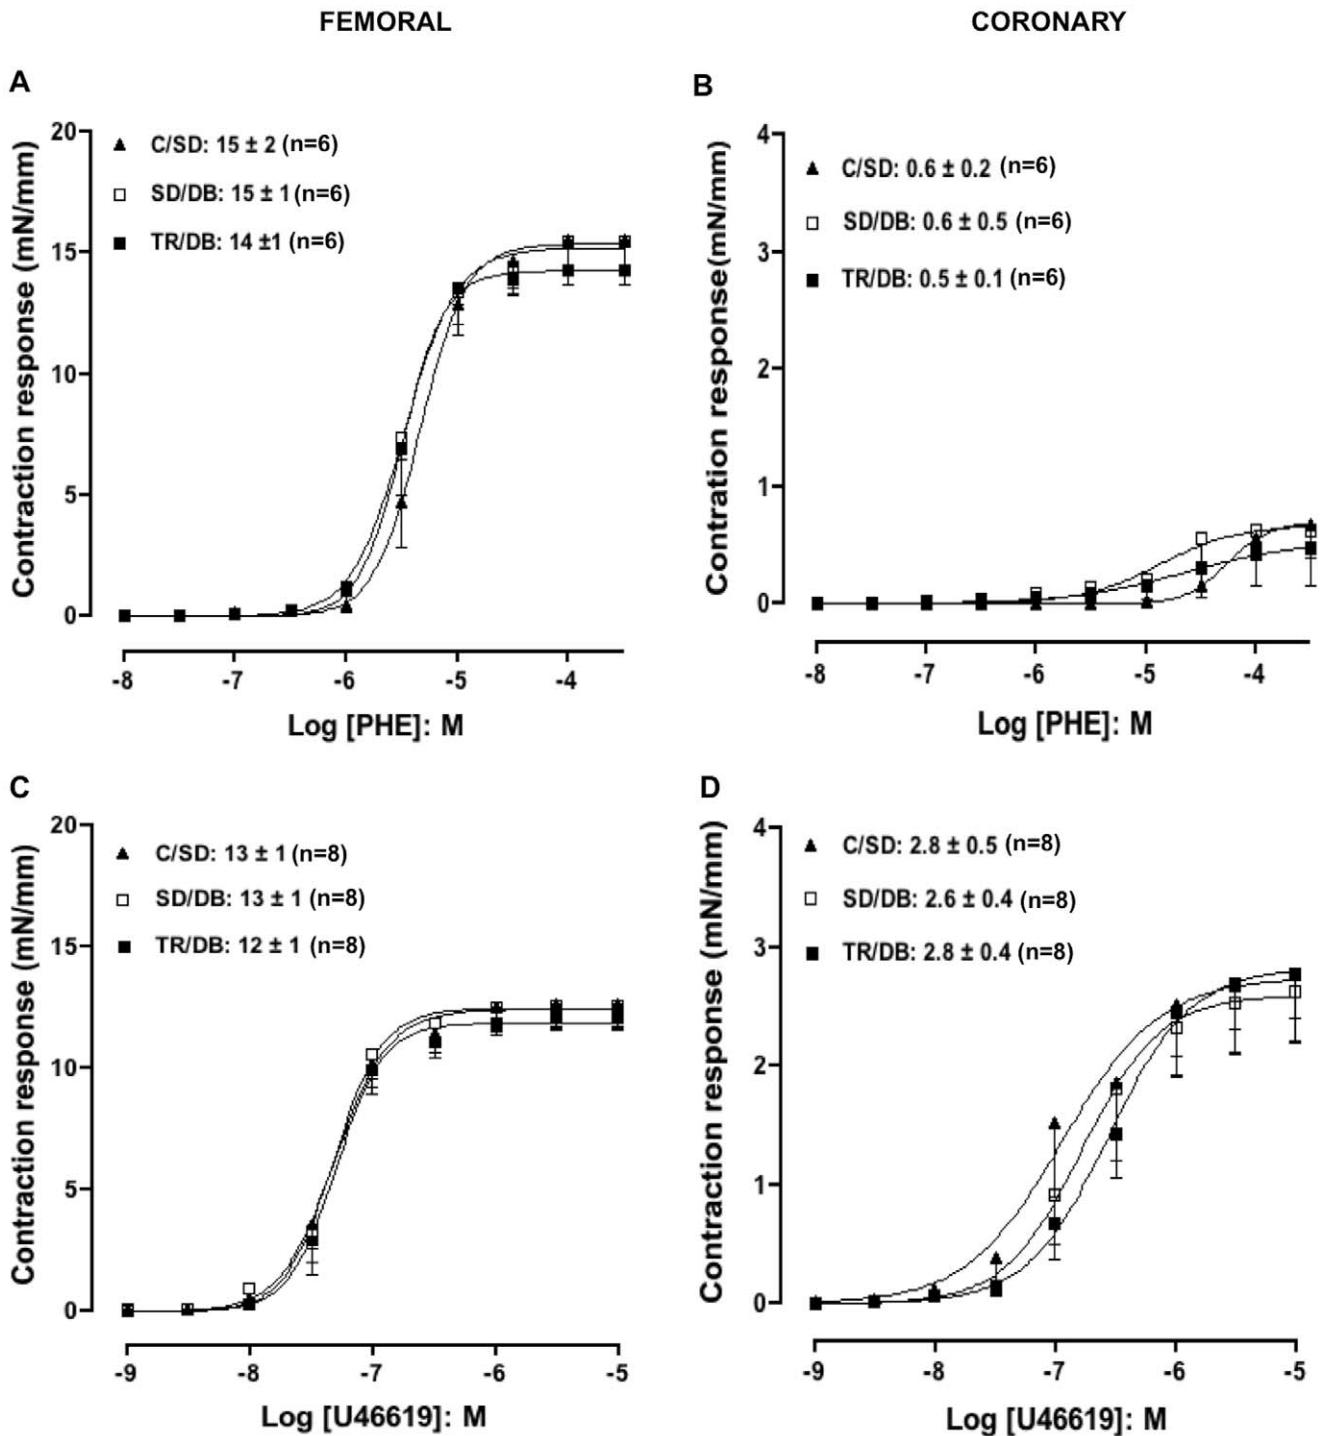 FEMORAL
CORONARY
A
20
15
10
5
0
C/SD: 15 ± 2 (n=6)
SD/DB: 15 ± 1 (n=6)
TR/DB: 14 ±1 (n=6)
Contraction response (mN/mm)
-8 -7 -6 -5 -4
Log [PHE]: M
B
4
3
2
1
0
C/SD: 0.6 ± 0.2 (n=6)
SD/DB: 0.6 ± 0.5 (n=6)
TR/DB: 0.5 ± 0.1 (n=6)
Contration response(mN/mm)
-8 -7 -6 -5 -4
Log [PHE]: M
C
20
15
10
5
0
C/SD: 13 ± 1 (n=8)
SD/DB: 13 ± 1 (n=8)
TR/DB: 12 ± 1 (n=8)
Contraction response (mN/mm)
-9 -8 -7 -6 -5
Log [U46619]: M
D
4
3
2
1
0
C/SD: 2.8 ± 0.5 (n=8)
SD/DB: 2.6 ± 0.4 (n=8)
TR/DB: 2.8 ± 0.4 (n=8)
Contraction response (mN/mm)
-9 -8 -7 -6 -5
Log [U46619]: M